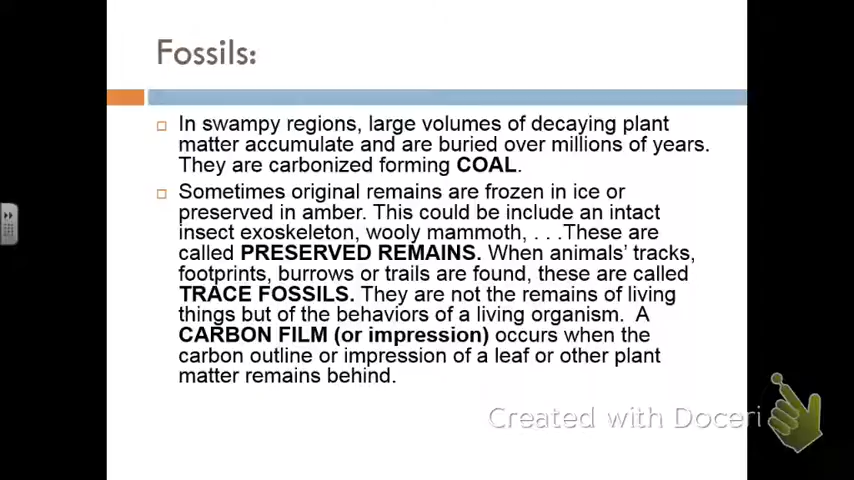 Fossils:
In swampy regions, large volumes of decaying plant
matter accumulate and are buried over millions of years.
They are carbonized forming COAL.
Sometimes original remains are frozen in ice or
preserved in amber. This could be include an intact
insect exoskeleton, wooly mammoth, . . .These are
called PRESERVED REMAINS. When animals' tracks,
footprints, burrows or trails are found, these are called
TRACE FOSSILS. They are not the remains of living
things but of the behaviors of a living organism. A
CARBON FILM (or impression) occurs when the
carbon outline or impression of a leaf or other plant
matter remains behind.
Created with Doceri